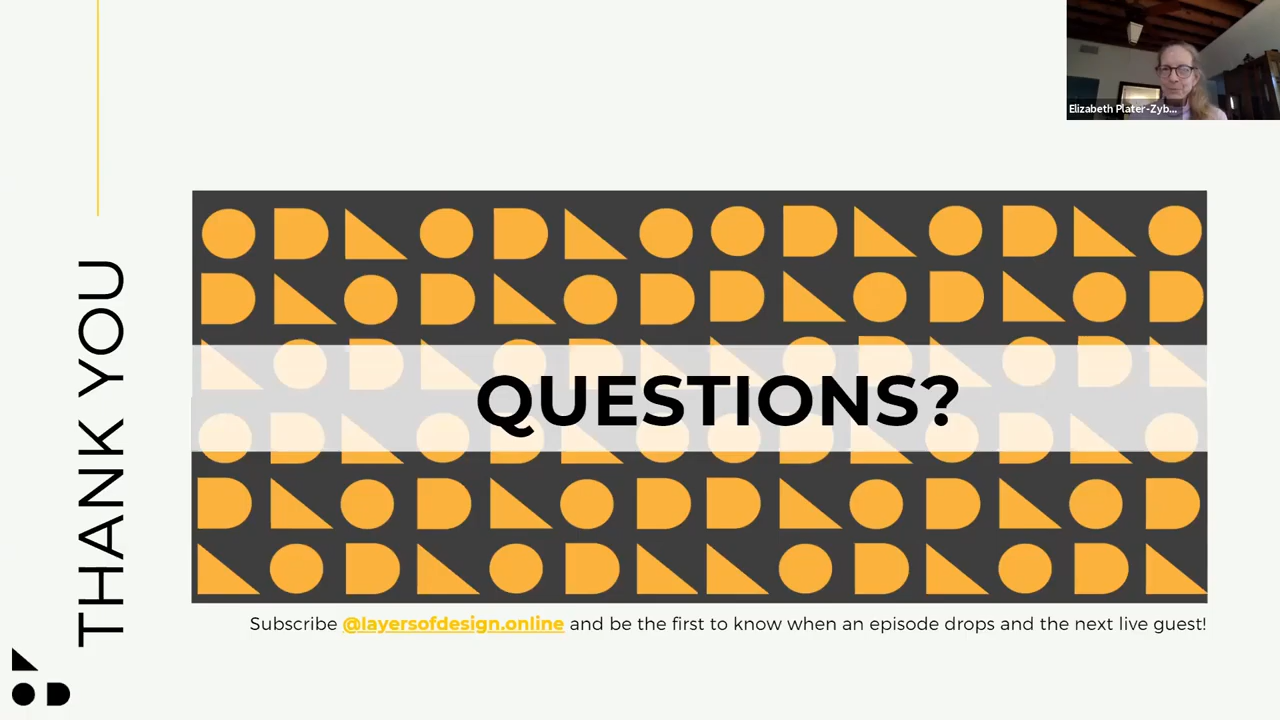 Elizabeth Plater-Zyb...
THANK YOU
QUESTIONS?
Subscribe @layersofdesign.online and be the first to know when an episode drops and the next live guest!